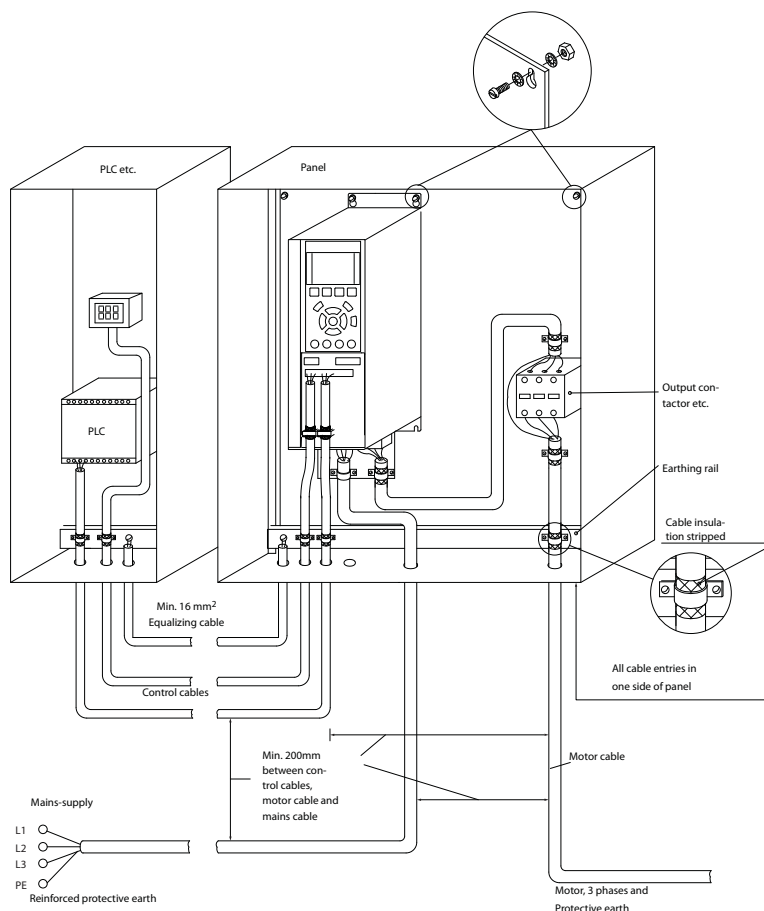 PLC etc.
Panel
PLC
Output con-
tactor etc.
Earthing rail
Cable insula-
tion stripped
Min. 16 mm2
Equalizing cable
All cable entries in
one side of panel
Control cables
Min. 200mm
between con-
trol cables,
motor cable and
mains cable
Motor cable
Mains-supply
L1
L2
L3
PE
Reinforced protective earth
Motor, 3 phases and
Protective earth